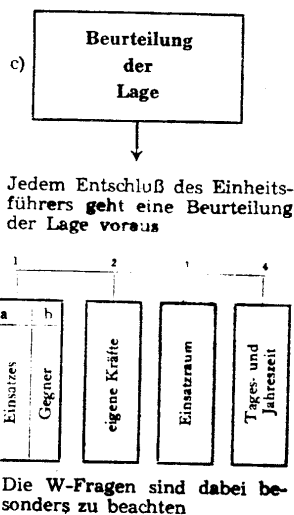 c)
Beurteilung
der
Lage
Jedem Entschluß des Einheits-
führers geht eine Beurteilung
der Lage voraus
1 2 4
a b
Einsatzes
Gegner
eigene Kräfte
Einsatzraum
Tages- und
Jahreszeit
Die W-Fragen sind dabei be-
sonders zu beachten